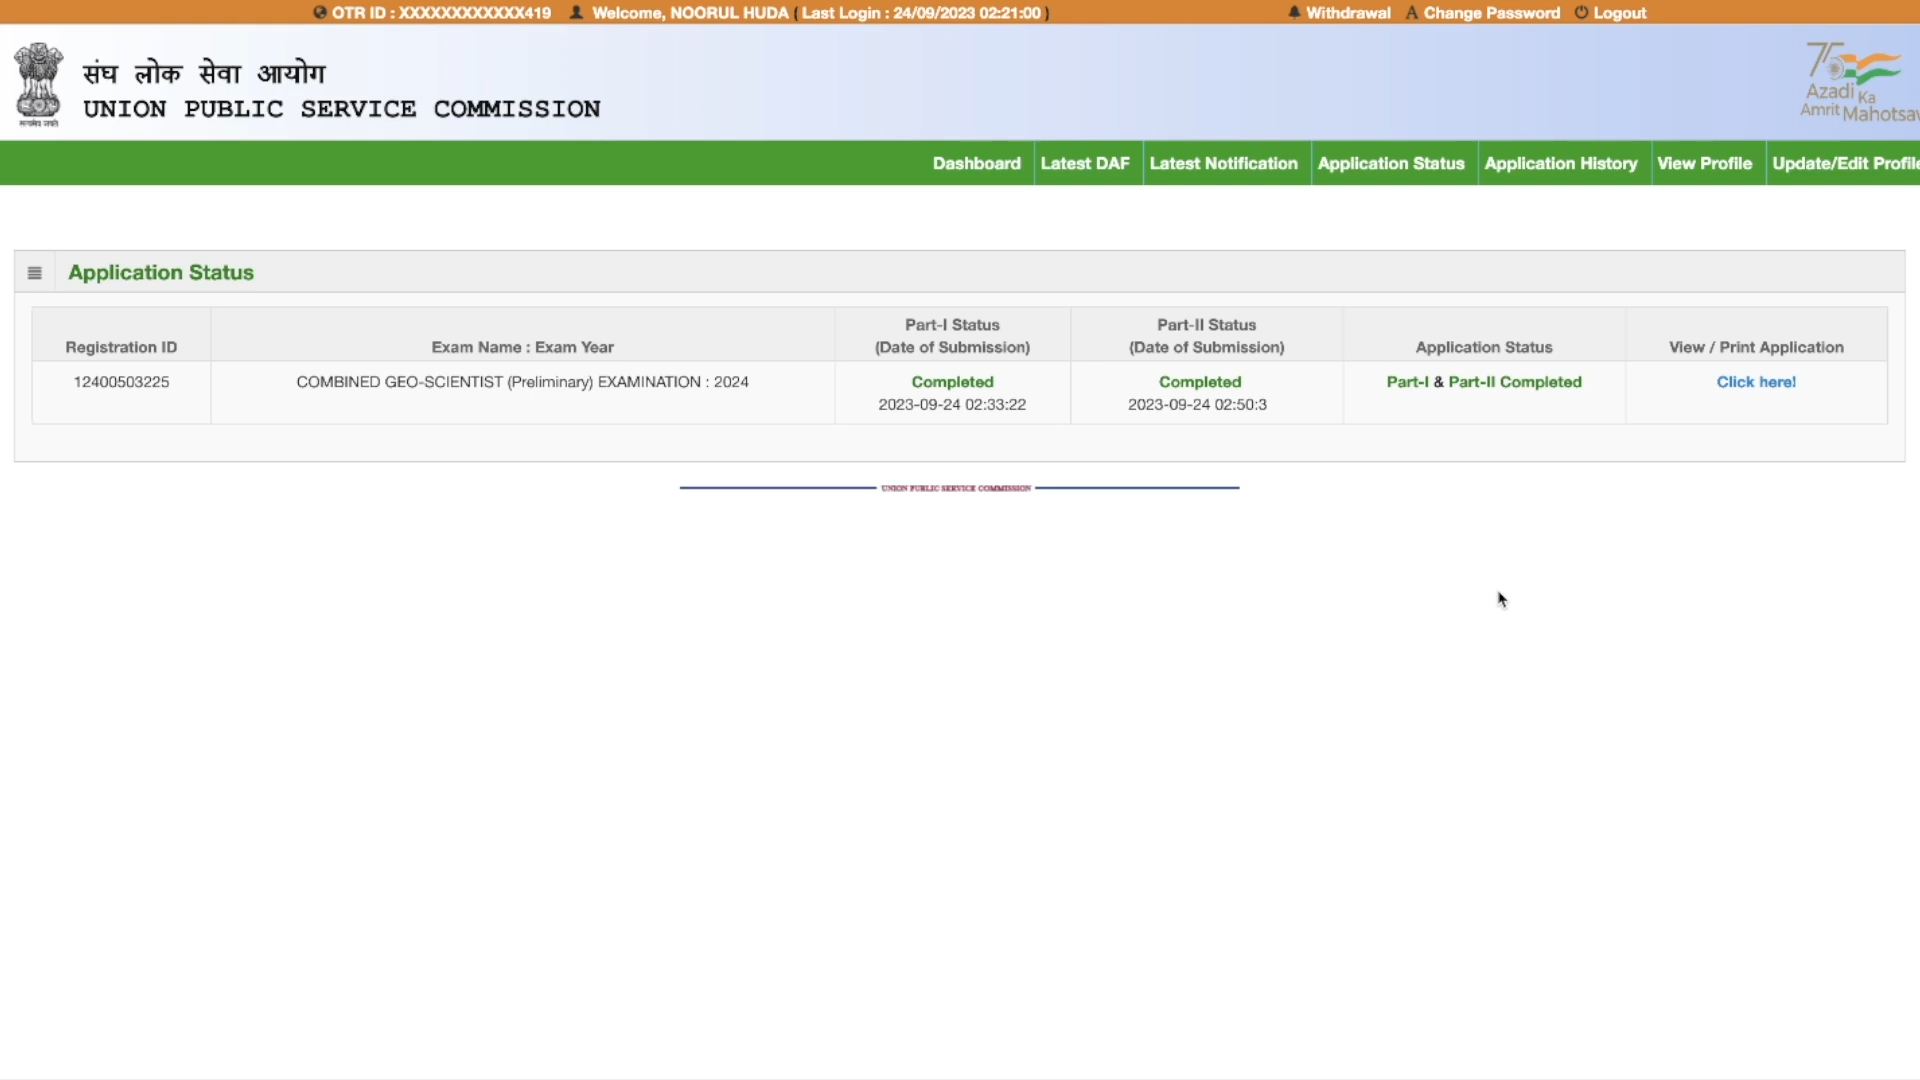 OTR ID : XXXXXXXXXXXX419 Welcome, NOORUL HUDA ( Last Login : 24/09/2023 02:21:00 ) Withdrawal Change Password Logout
संघ लोक सेवा आयोग
UNION PUBLIC SERVICE COMMISSION
सत्यमेव जयते
75
Azadi Ka
Amrit Mahotsav
Dashboard Latest DAF Latest Notification Application Status Application History View Profile Update/Edit Profile
Application Status
Registration ID Exam Name : Exam Year Part-I Status (Date of Submission) Part-II Status (Date of Submission) Application Status View / Print Application
12400503225 COMBINED GEO-SCIENTIST (Preliminary) EXAMINATION : 2024 Completed 2023-09-24 02:33:22 Completed 2023-09-24 02:50:3 Part-I & Part-II Completed Click here!
UNION PUBLIC SERVICE COMMISSION